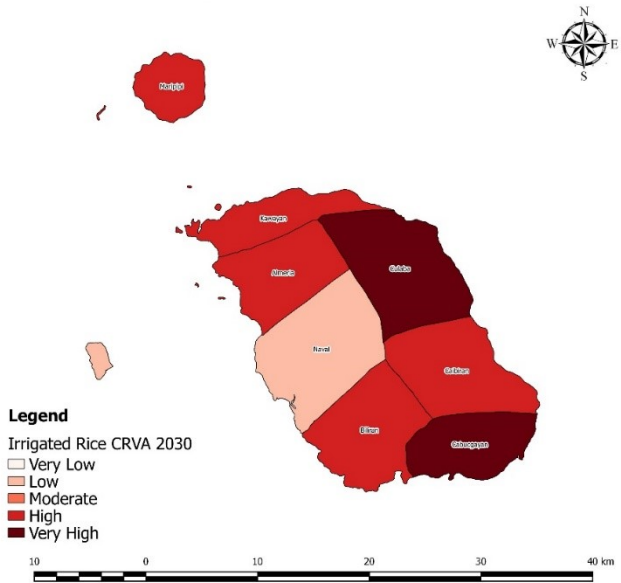 N
W E
S
Maripipi
Kawayan
Almeria
Culaba
Naval
Caibiran
Biliran
Cabucgayan
Legend
Irrigated Rice CRVA 2030
Very Low
Low
Moderate
High
Very High
10 0 10 20 30 40 km